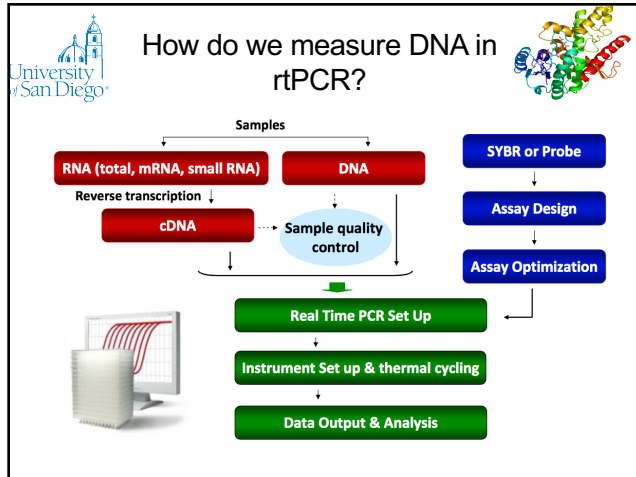 University
of San Diego®
How do we measure DNA in
rtPCR?
Samples
RNA (total, mRNA, small RNA)
DNA
Reverse transcription
cDNA
Sample quality
control
SYBR or Probe
Assay Design
Assay Optimization
Real Time PCR Set Up
Instrument Set up & thermal cycling
Data Output & Analysis